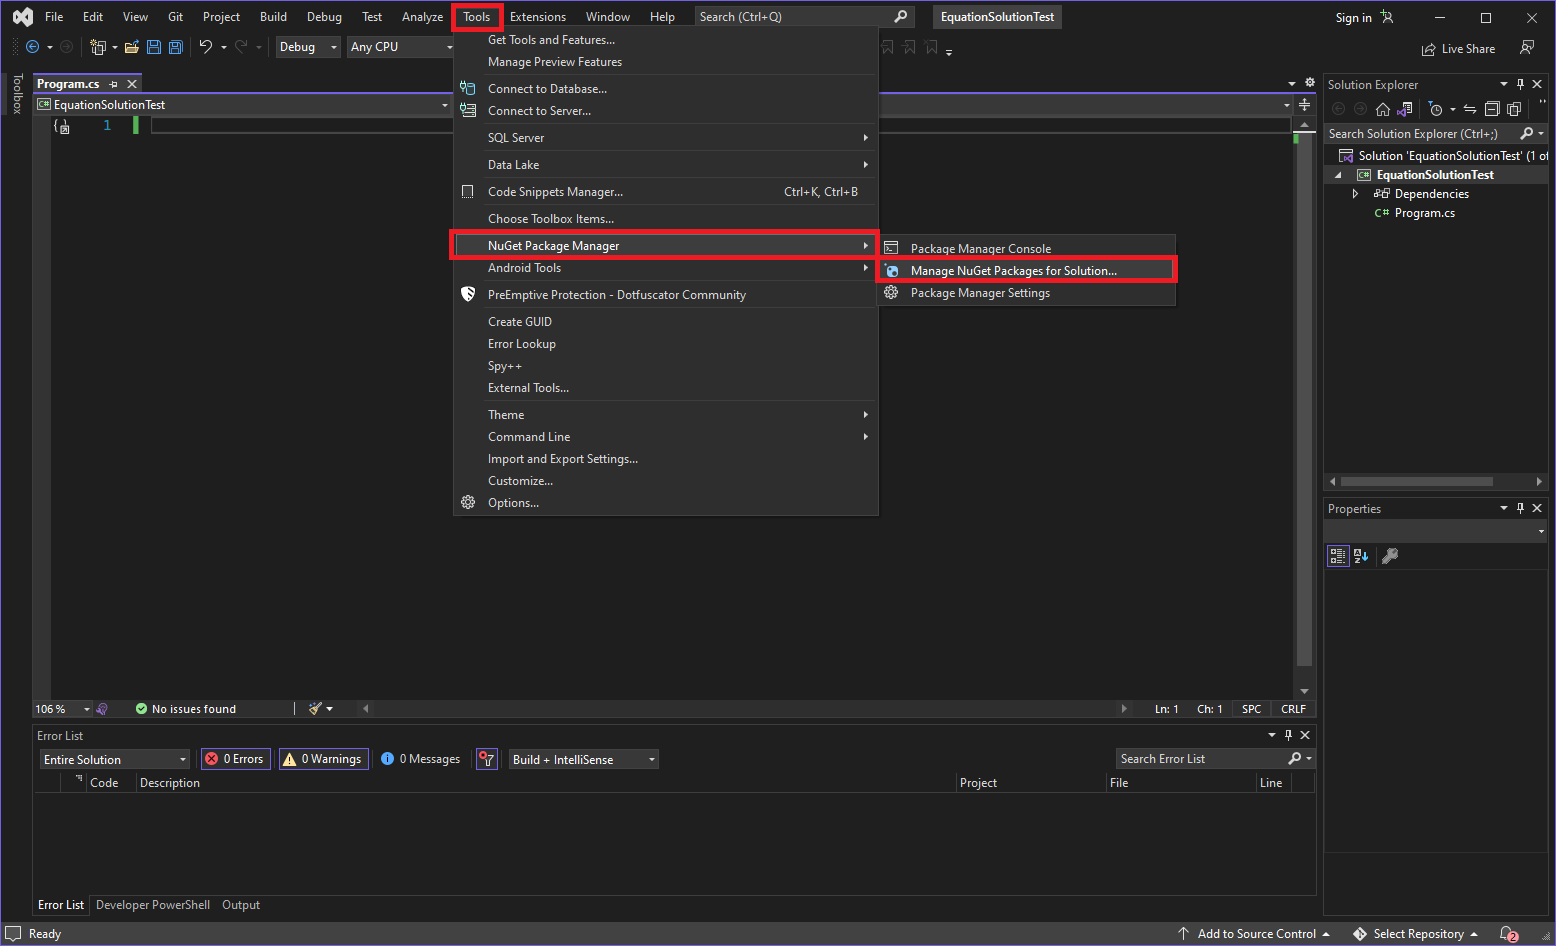 File Edit View Git Project Build Debug Test Analyze Tools Extensions Window Help Search (Ctrl+Q) EquationSolutionTest Sign in
Debug Any CPU Live Share
Toolbox
Program.cs
EquationSolutionTest
1
Get Tools and Features...
Manage Preview Features
Connect to Database...
Connect to Server...
SQL Server
Data Lake
Code Snippets Manager... Ctrl+K, Ctrl+B
Choose Toolbox Items...
NuGet Package Manager
Android Tools
PreEmptive Protection - Dotfuscator Community
Create GUID
Error Lookup
Spy++
External Tools...
Theme
Command Line
Import and Export Settings...
Customize...
Options...
Package Manager Console
Manage NuGet Packages for Solution...
Package Manager Settings
Solution Explorer
Search Solution Explorer (Ctrl+;)
Solution 'EquationSolutionTest' (1 of
C# EquationSolutionTest
Dependencies
C# Program.cs
Properties
106 % No issues found Ln: 1 Ch: 1 SPC CRLF
Error List
Entire Solution 0 Errors 0 Warnings 0 Messages Build + IntelliSense Search Error List
Code Description Project File Line
Error List Developer PowerShell Output
Ready Add to Source Control Select Repository 2